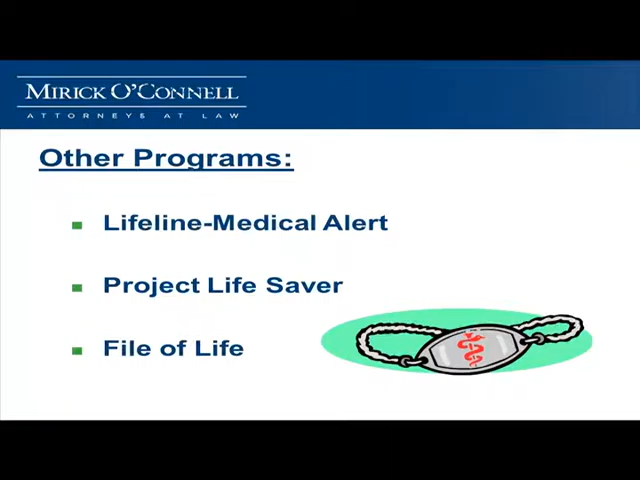 MIRICK O'CONNELL
ATTORNEYS AT LAW
Other Programs:
Lifeline-Medical Alert
Project Life Saver
File of Life